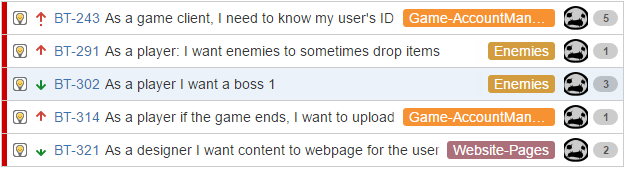 BT-243 As a game client, I need to know my user's ID Game-AccountMan... 5
BT-291 As a player: I want enemies to sometimes drop items Enemies 1
BT-302 As a player I want a boss 1 Enemies 3
BT-314 As a player if the game ends, I want to upload Game-AccountMan... 1
BT-321 As a designer I want content to webpage for the user Website-Pages 2